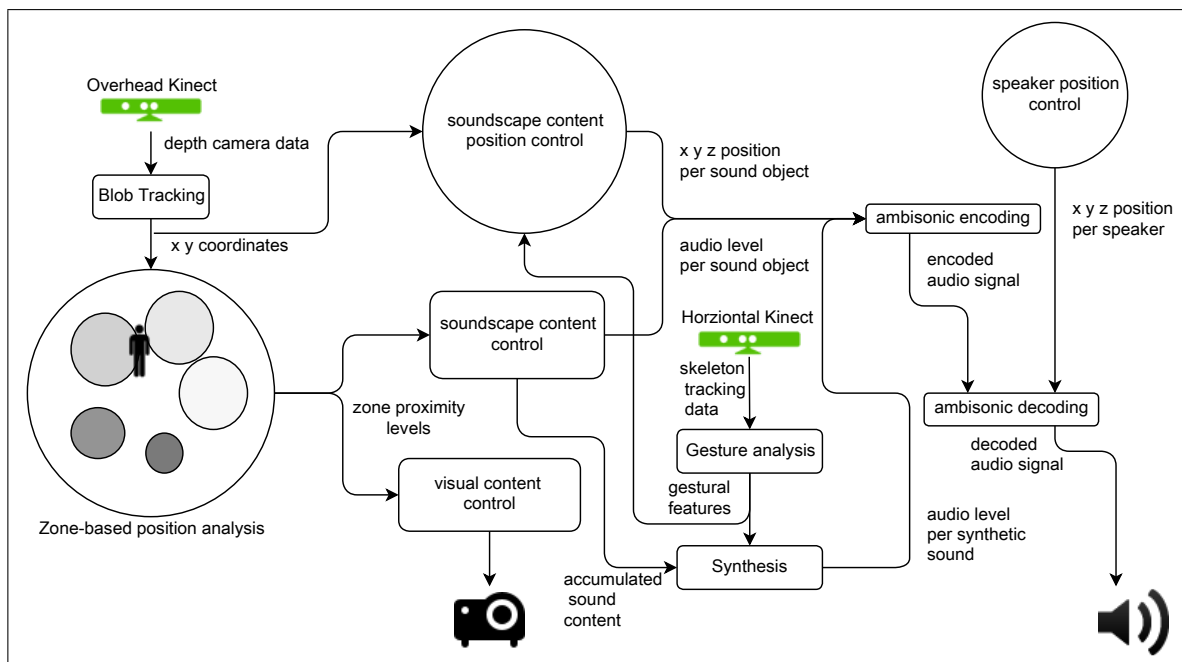 Overhead Kinect
depth camera data
Blob Tracking
x y coordinates
Zone-based position analysis
soundscape content
position control
soundscape content
control
zone proximity
levels
visual content
control
accumulated
sound
content
x y z position
per sound object
audio level
per sound object
Horziontal Kinect
skeleton
tracking
data
Gesture analysis
gestural
features
Synthesis
speaker position
control
x y z position
per speaker
ambisonic encoding
encoded
audio signal
ambisonic decoding
decoded
audio signal
audio level
per synthetic
sound